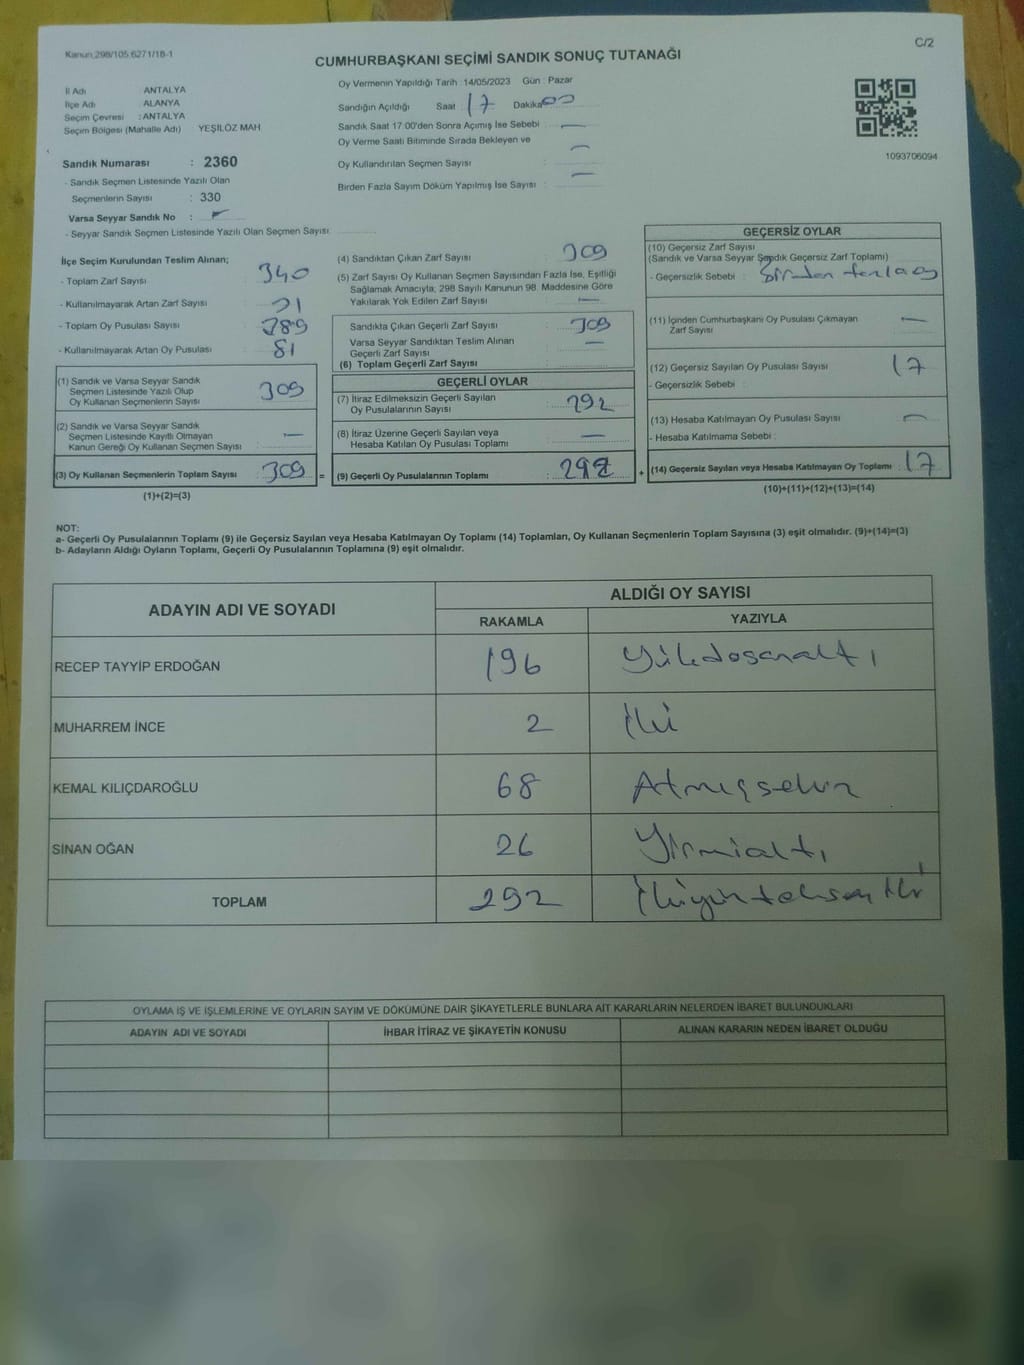 Kanun 298/105 6271/18-1
C/2
CUMHURBAŞKANI SEÇİMİ SANDIK SONUÇ TUTANAĞI
İl Adı ANTALYA
İlçe Adı ALANYA
Seçim Çevresi : ANTALYA
Seçim Bölgesi (Mahalle Adı) YEŞİLÖZ MAH
Sandık Numarası : 2360
- Sandık Seçmen Listesinde Yazılı Olan
Seçmenlerin Sayısı : 330
Varsa Seyyar Sandık No :
- Seyyar Sandık Seçmen Listesinde Yazılı Olan Seçmen Sayısı
Oy Vermenin Yapıldığı Tarih : 14/05/2023 Gün : Pazar
Sandığın Açıldığı Saat 17 Dakika 00
Sandık Saat 17:00'den Sonra Açımış İse Sebebi : —
Oy Verme Saati Bitiminde Sırada Bekleyen ve
Oy Kullandırılan Seçmen Sayısı : —
Birden Fazla Sayım Döküm Yapılmış İse Sayısı : —
1093706094
İlçe Seçim Kurulundan Teslim Alınan;
- Toplam Zarf Sayısı : 340
- Kullanılmayarak Artan Zarf Sayısı : 31
- Toplam Oy Pusulası Sayısı : 389
- Kullanılmayarak Artan Oy Pusulası : 81
(1) Sandık ve Varsa Seyyar Sandık
Seçmen Listesinde Yazılı Olup
Oy Kullanan Seçmenlerin Sayısı : 309
(2) Sandık ve Varsa Seyyar Sandık
Seçmen Listesinde Kayıtlı Olmayan
Kanun Gereği Oy Kullanan Seçmen Sayısı : —
(3) Oy Kullanan Seçmenlerin Toplam Sayısı : 309 =
(1)+(2)=(3)
(4) Sandıktan Çıkan Zarf Sayısı : 309
(5) Zarf Sayısı Oy Kullanan Seçmen Sayısından Fazla İse, Eşitliği
Sağlamak Amacıyla; 298 Sayılı Kanunun 98. Maddesine Göre
Yakılarak Yok Edilen Zarf Sayısı : —
Sandıkta Çıkan Geçerli Zarf Sayısı : 309
Varsa Seyyar Sandıktan Teslim Alınan
Geçerli Zarf Sayısı : —
(6) Toplam Geçerli Zarf Sayısı :
GEÇERLİ OYLAR
(7) İtiraz Edilmeksizin Geçerli Sayılan
Oy Pusulalarının Sayısı : 292
(8) İtiraz Üzerine Geçerli Sayılan veya
Hesaba Katılan Oy Pusulası Toplamı : —
(9) Geçerli Oy Pusulalarının Toplamı : 292 +
GEÇERSİZ OYLAR
(10) Geçersiz Zarf Sayısı
(Sandık ve Varsa Seyyar Sandık Geçersiz Zarf Toplamı)
- Geçersizlik Sebebi : Birden fazla oy
(11) İçinden Cumhurbaşkanı Oy Pusulası Çıkmayan
Zarf Sayısı : —
(12) Geçersiz Sayılan Oy Pusulası Sayısı : 17
- Geçersizlik Sebebi :
(13) Hesaba Katılmayan Oy Pusulası Sayısı : —
- Hesaba Katılmama Sebebi :
(14) Geçersiz Sayılan veya Hesaba Katılmayan Oy Toplamı : 17
(10)+(11)+(12)+(13)=(14)
NOT:
a- Geçerli Oy Pusulalarının Toplamı (9) ile Geçersiz Sayılan veya Hesaba Katılmayan Oy Toplamı (14) Toplamları, Oy Kullanan Seçmenlerin Toplam Sayısına (3) eşit olmalıdır. (9)+(14)=(3)
b- Adayların Aldığı Oyların Toplamı, Geçerli Oy Pusulalarının Toplamına (9) eşit olmalıdır.
ADAYIN ADI VE SOYADI
ALDIĞI OY SAYISI
RAKAMLA YAZIYLA
RECEP TAYYİP ERDOĞAN 196 Yükdosanaltı
MUHARREM İNCE 2 İki
KEMAL KILIÇDAROĞLU 68 Atmışsekiz
SİNAN OĞAN 26 Yirmialtı
TOPLAM 292 İkiyüz doksan iki
OYLAMA İŞ VE İŞLEMLERİNE VE OYLARIN SAYIM VE DÖKÜMÜNE DAİR ŞİKAYETLERLE BUNLARA AİT KARARLARIN NELERDEN İBARET BULUNDUKLARI
ADAYIN ADI VE SOYADI İHBAR İTİRAZ VE ŞİKAYETİN KONUSU ALINAN KARARIN NEDEN İBARET OLDUĞU